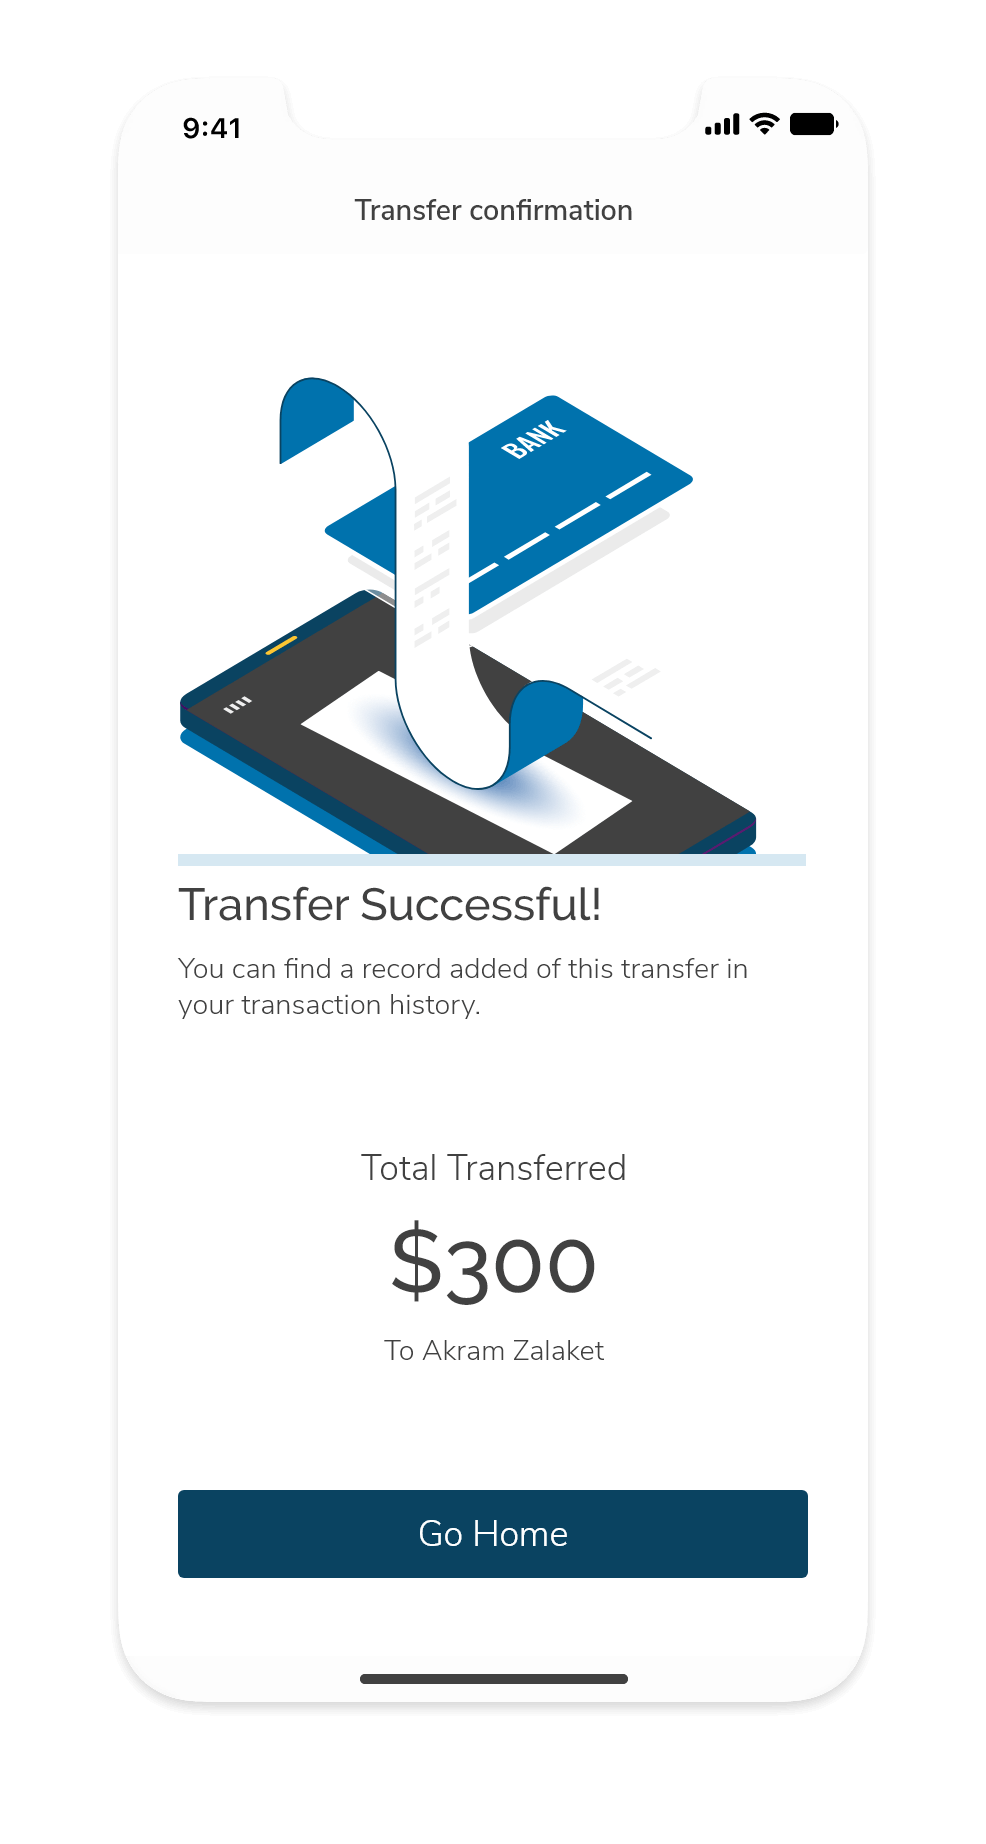 9:41
Transfer confirmation
BANK
Transfer Successful!
You can find a record added of this transfer in
your transaction history.
Total Transferred
$300
To Akram Zalaket
Go Home